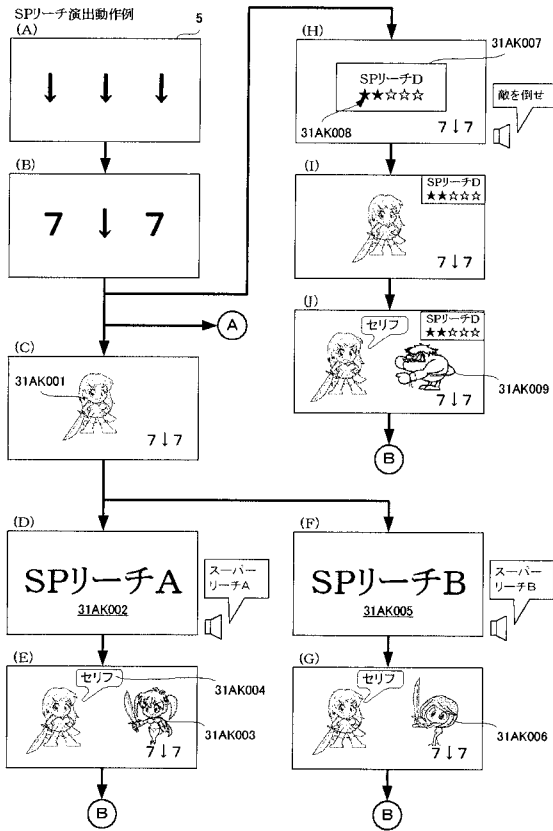 SPリーチ演出動作例
(A)
5
↓ ↓ ↓
(B)
7 ↓ 7
A
(C)
31AK001
7↓7
(D)
SPリーチA
31AK002
スーパー
リーチA
(E)
セリフ
31AK004
31AK003
7↓7
B
(F)
SPリーチB
31AK005
スーパー
リーチB
(G)
セリフ
31AK006
7↓7
B
(H)
31AK007
SPリーチD
★★☆☆☆
31AK008
7↓7
敵を倒せ
(I)
SPリーチD
★★☆☆☆
7↓7
(J)
セリフ
SPリーチD
★★☆☆☆
31AK009
7↓7
B